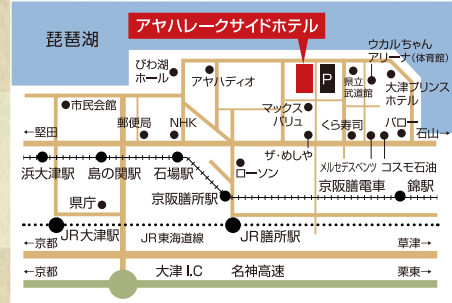 アヤハレークサイドホテル
琵琶湖
ウカルちゃん
アリーナ(体育館)
びわ湖
ホール
アヤハディオ
P
県立
武道館
大津プリンス
ホテル
市民会館
マックス
バリュ
郵便局
NHK
くら寿司
バロー
←堅田
石山→
ザ・めしや
メルセデスベンツ
コスモ石油
浜大津駅
島の関駅
石場駅
ローソン
京阪膳所電車
県庁
京阪膳所駅
錦駅
JR大津駅
JR東海道線
JR膳所駅
←京都
草津→
←京都
大津I.C
名神高速
栗東→